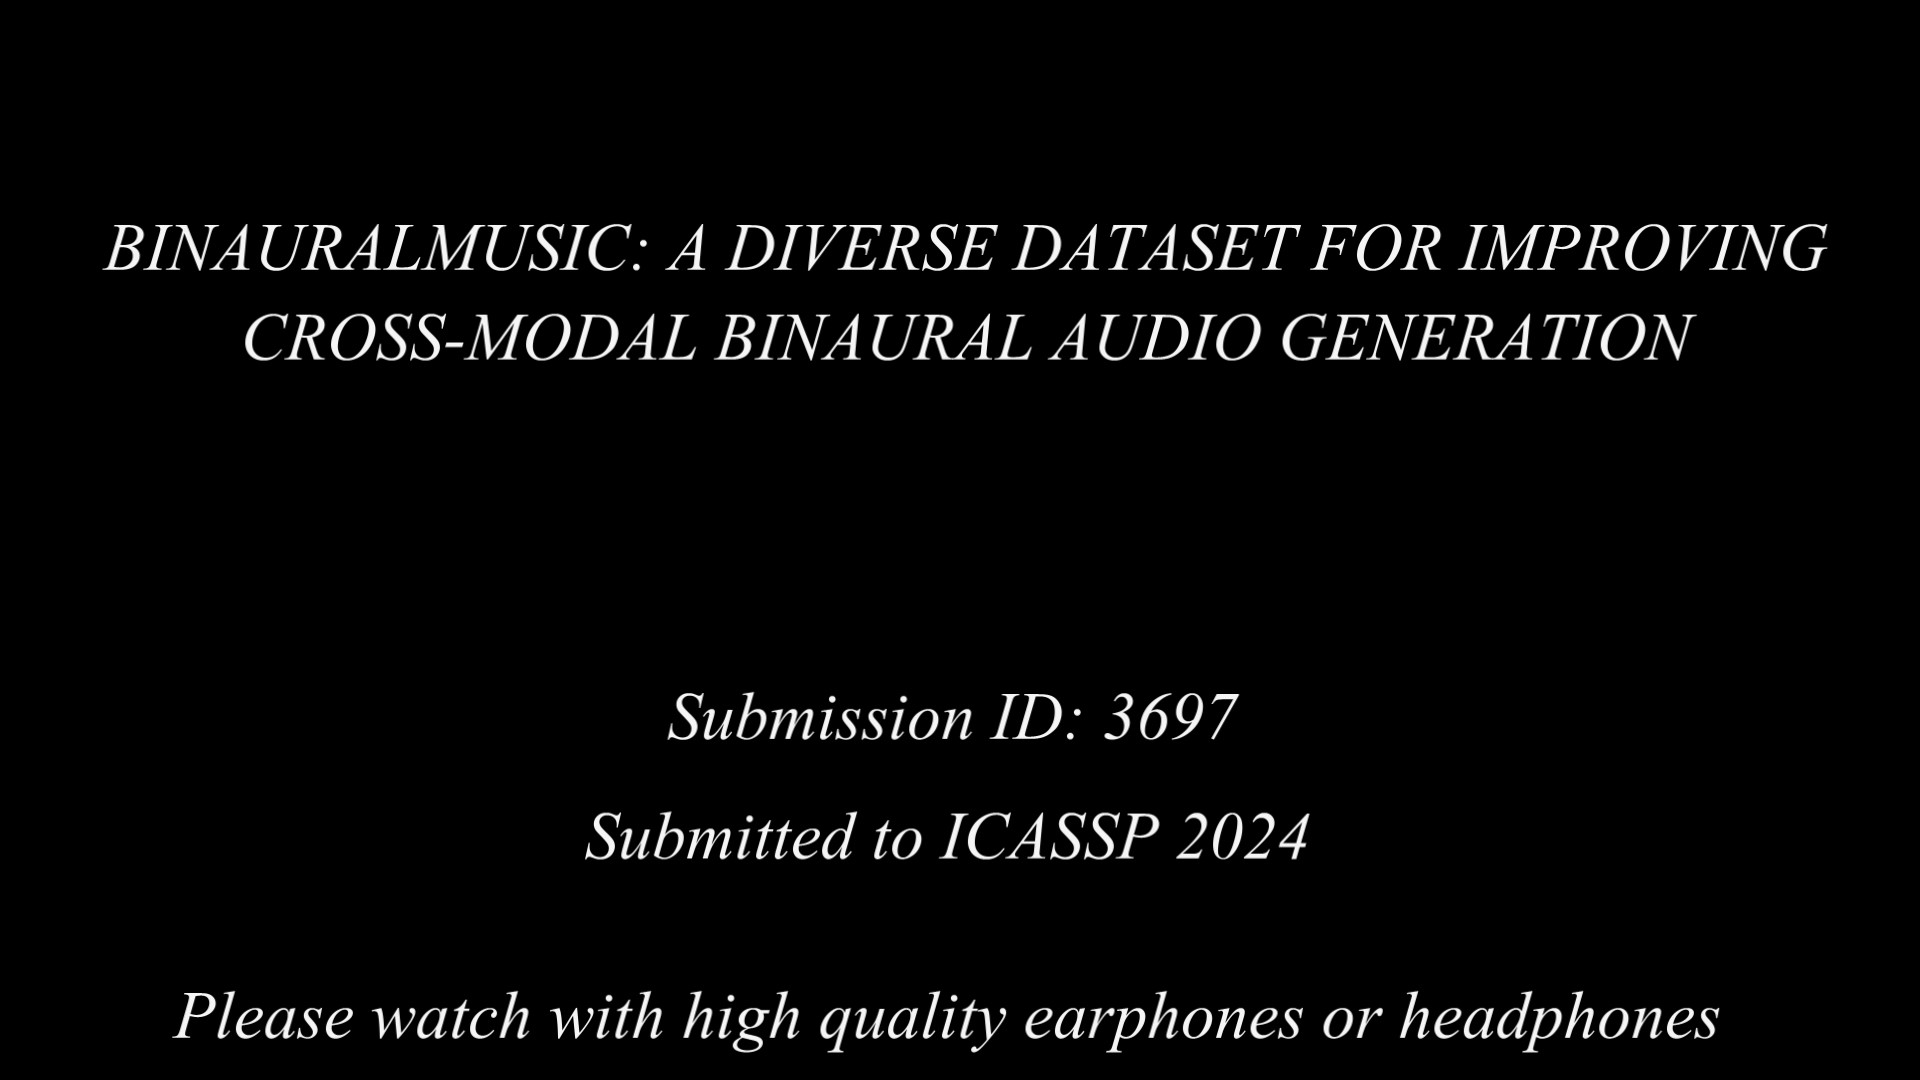 BINAURALMUSIC: A DIVERSE DATASET FOR IMPROVING
CROSS-MODAL BINAURAL AUDIO GENERATION
Submission ID: 3697
Submitted to ICASSP 2024
Please watch with high quality earphones or headphones